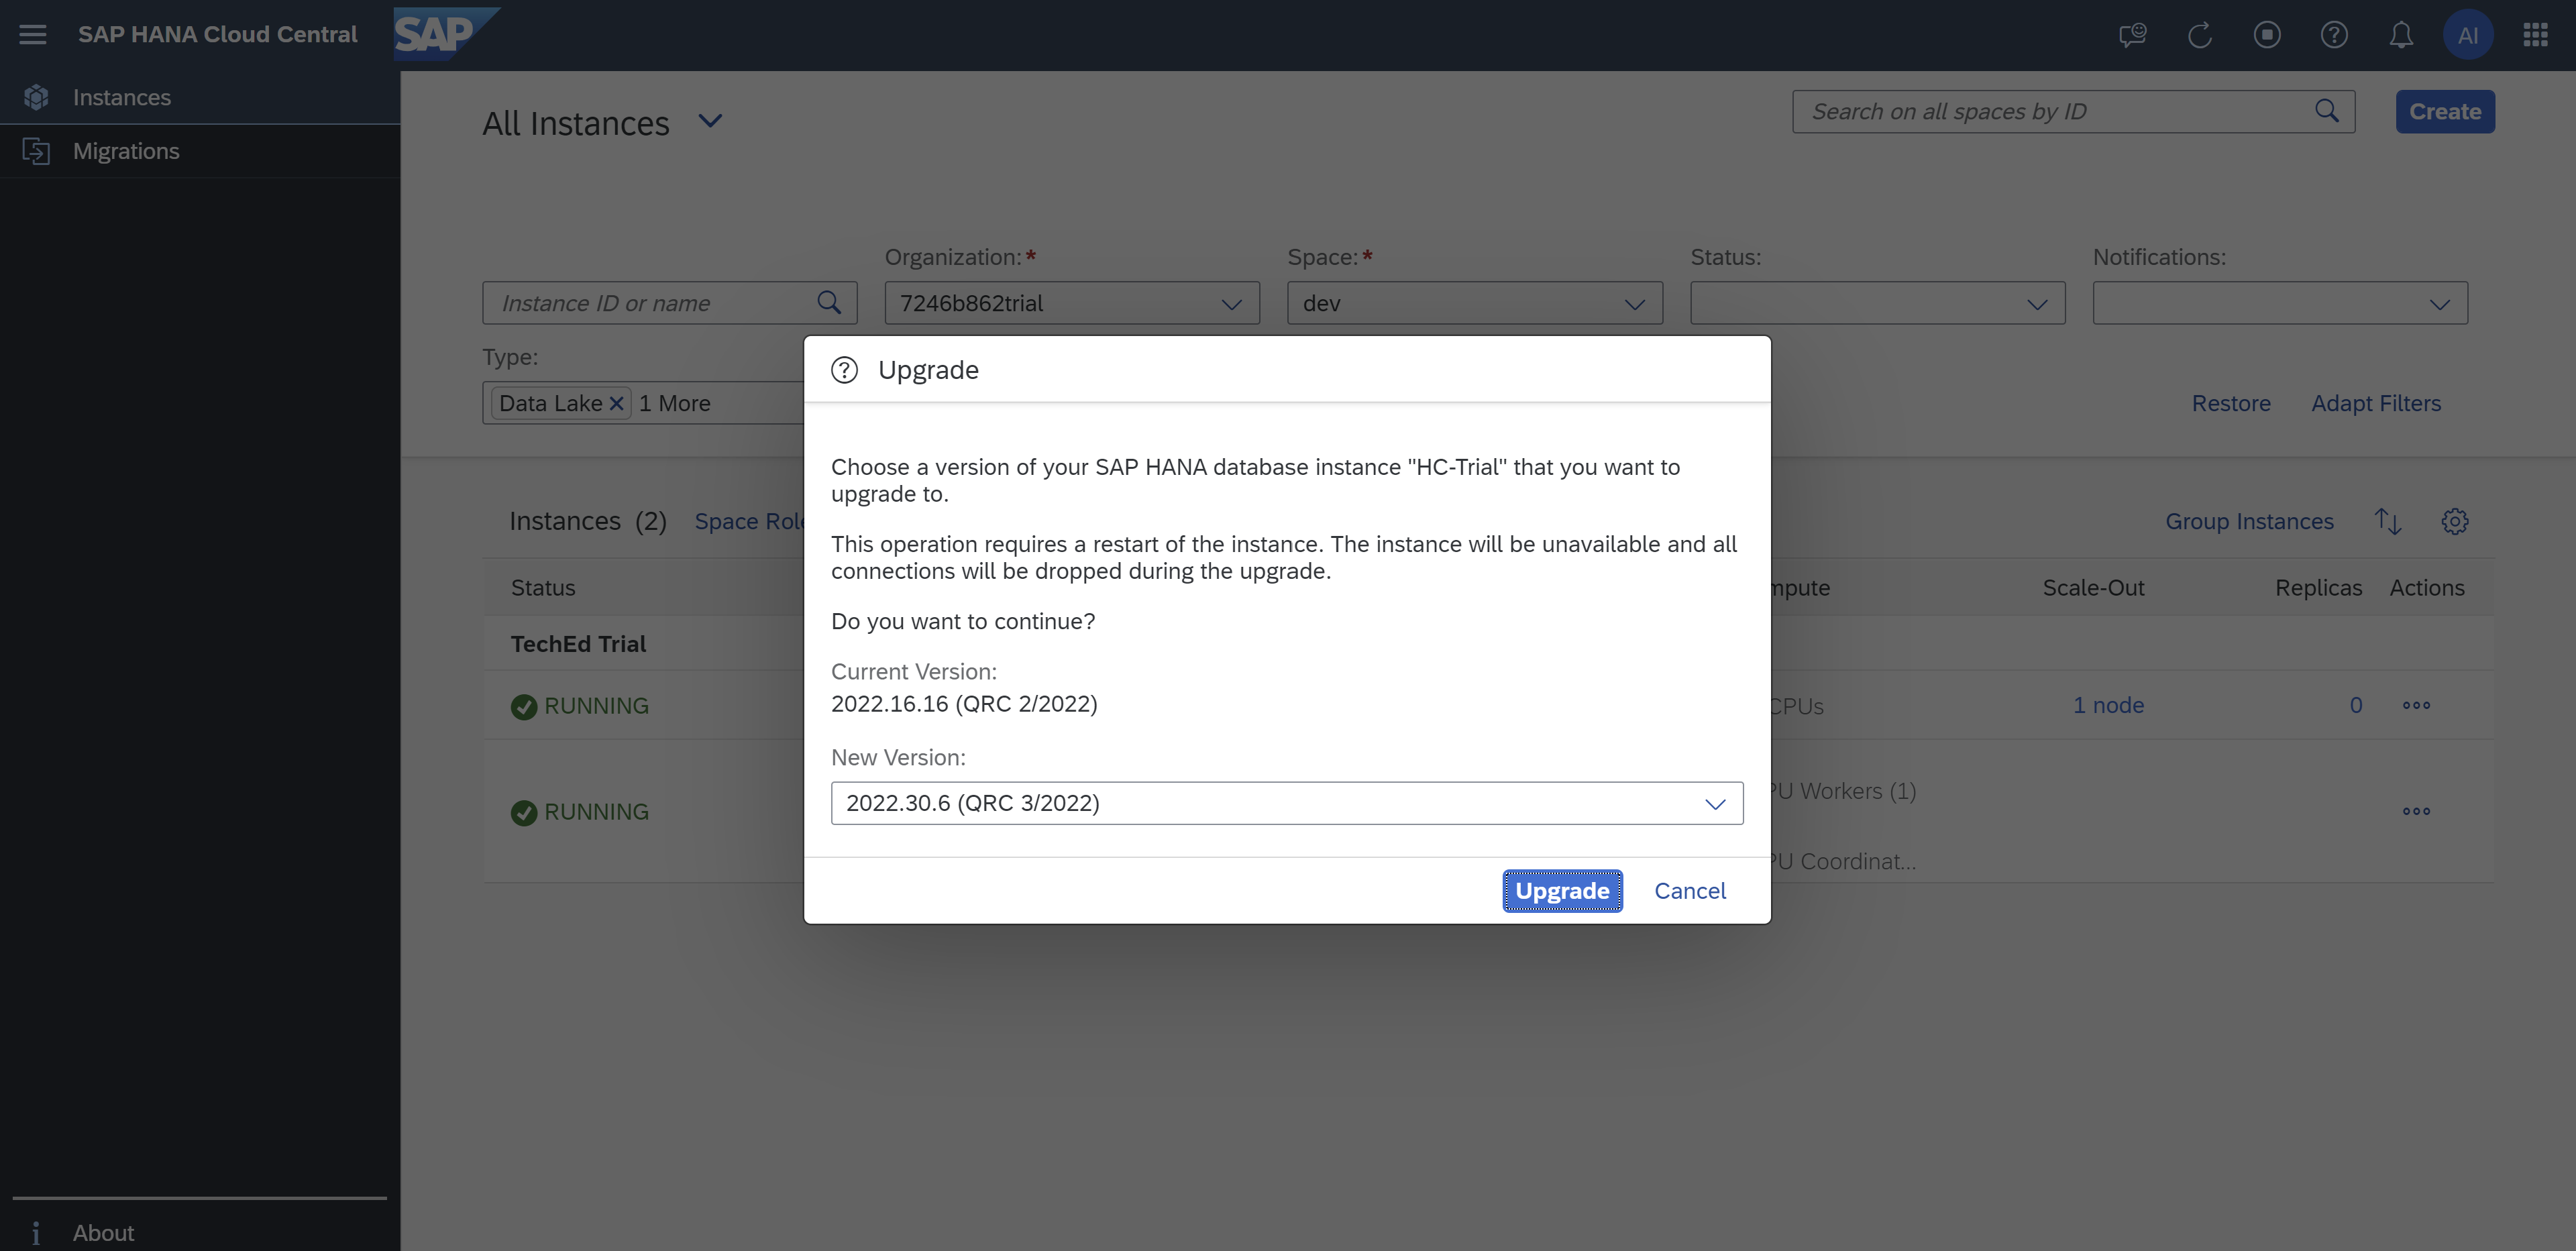 SAP HANA Cloud Central
SAP
AI
Instances
Migrations
All Instances
Search on all spaces by ID
Create
Organization:*
Space:*
Status:
Notifications:
Instance ID or name
7246b862trial
dev
Type:
Data Lake
1 More
Restore
Adapt Filters
Upgrade
Choose a version of your SAP HANA database instance "HC-Trial" that you want to
upgrade to.
This operation requires a restart of the instance. The instance will be unavailable and all
connections will be dropped during the upgrade.
Do you want to continue?
Current Version:
2022.16.16 (QRC 2/2022)
New Version:
2022.30.6 (QRC 3/2022)
Upgrade
Cancel
Instances (2)
Space
Group Instances
Status
Scale-Out
Replicas
Actions
TechEd Trial
RUNNING
CPUs
1 node
0
RUNNING
Workers (1)
Coordinat...
About